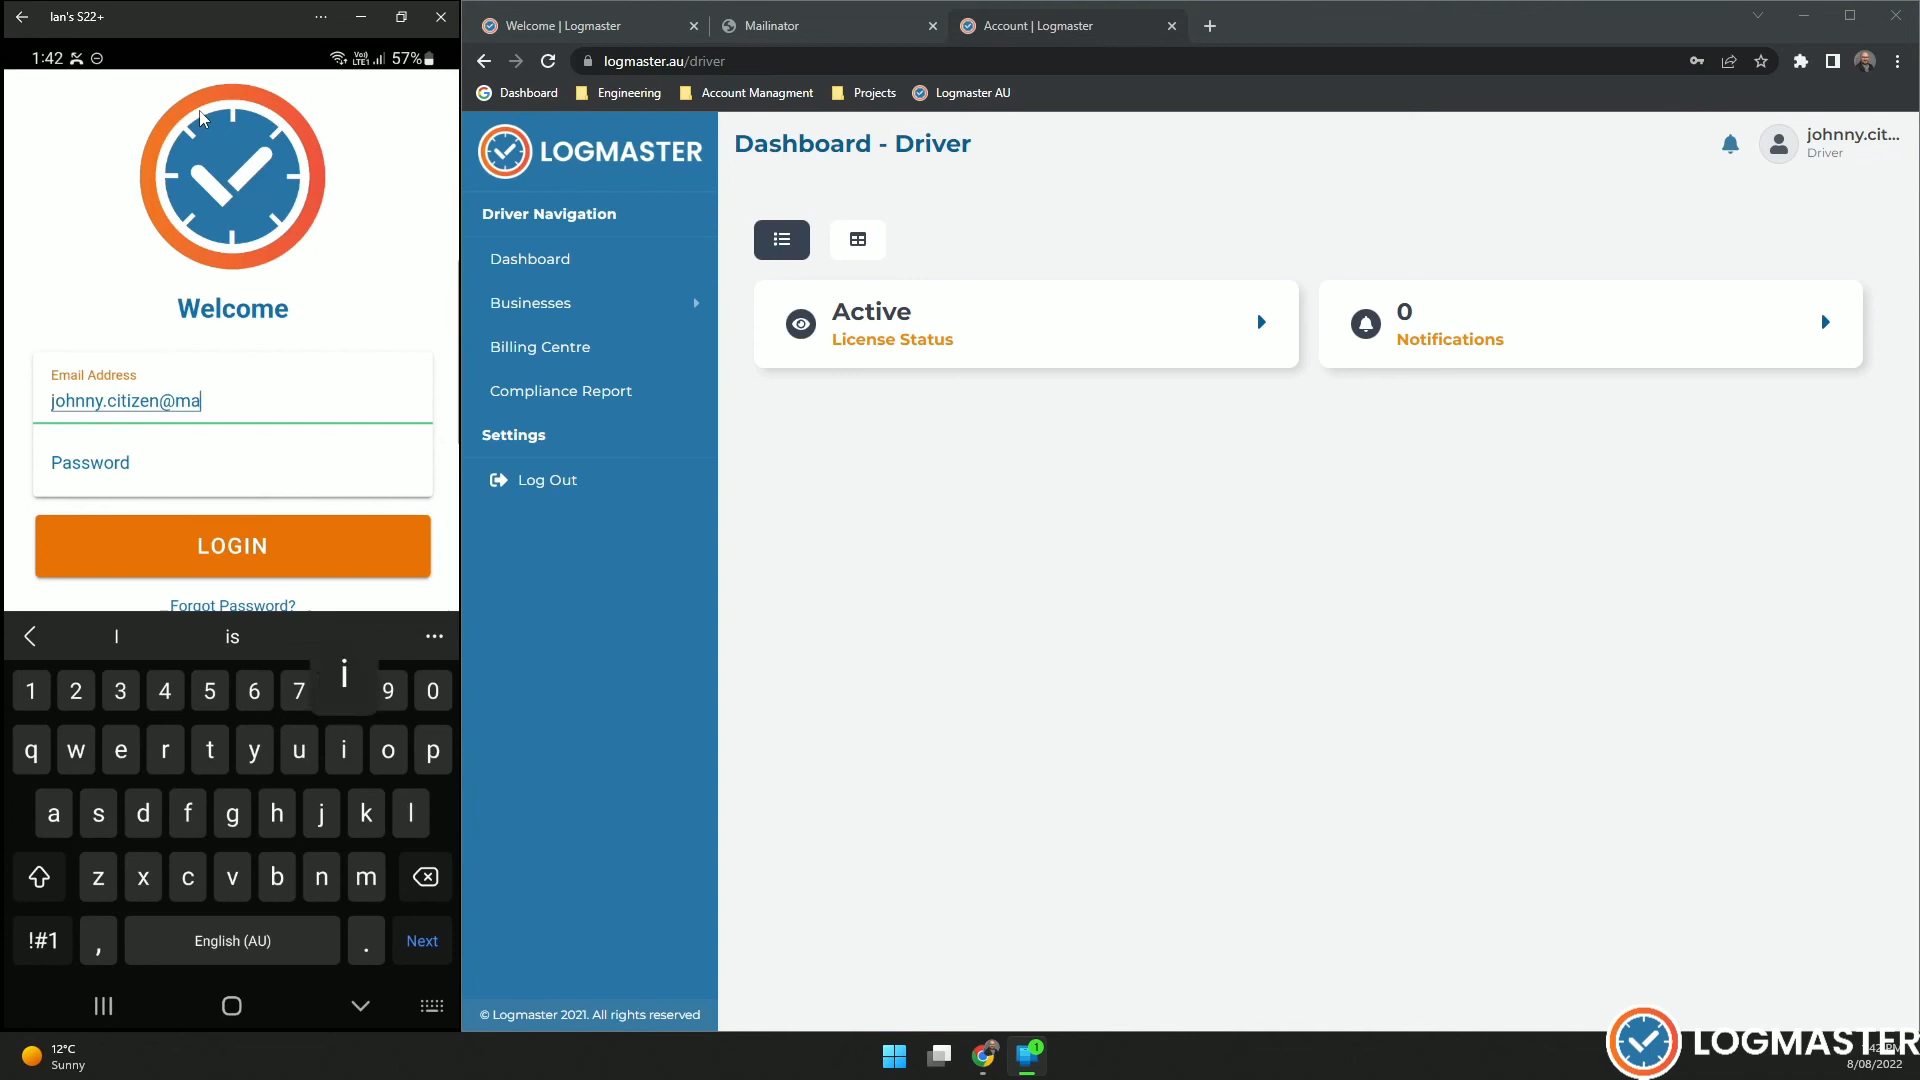 Ian's S22+
1:42
Vo)) LTE1
57%
Welcome
Email Address
johnny.citizen@ma
Password
LOGIN
Forgot Password?
I
is
i
1 2 3 4 5 6 7 9 0
q w e r t y u i o p
a s d f g h j k l
z x c v b n m
!#1 , English (AU) . Next
Welcome | Logmaster
Mailinator
Account | Logmaster
logmaster.au/driver
Dashboard
Engineering
Account Managment
Projects
Logmaster AU
LOGMASTER
Driver Navigation
Dashboard
Businesses
Billing Centre
Compliance Report
Settings
Log Out
© Logmaster 2021. All rights reserved
Dashboard - Driver
johnny.cit...
Driver
Active
License Status
0
Notifications
12°C
Sunny
1
LOGMASTER
8/08/2022